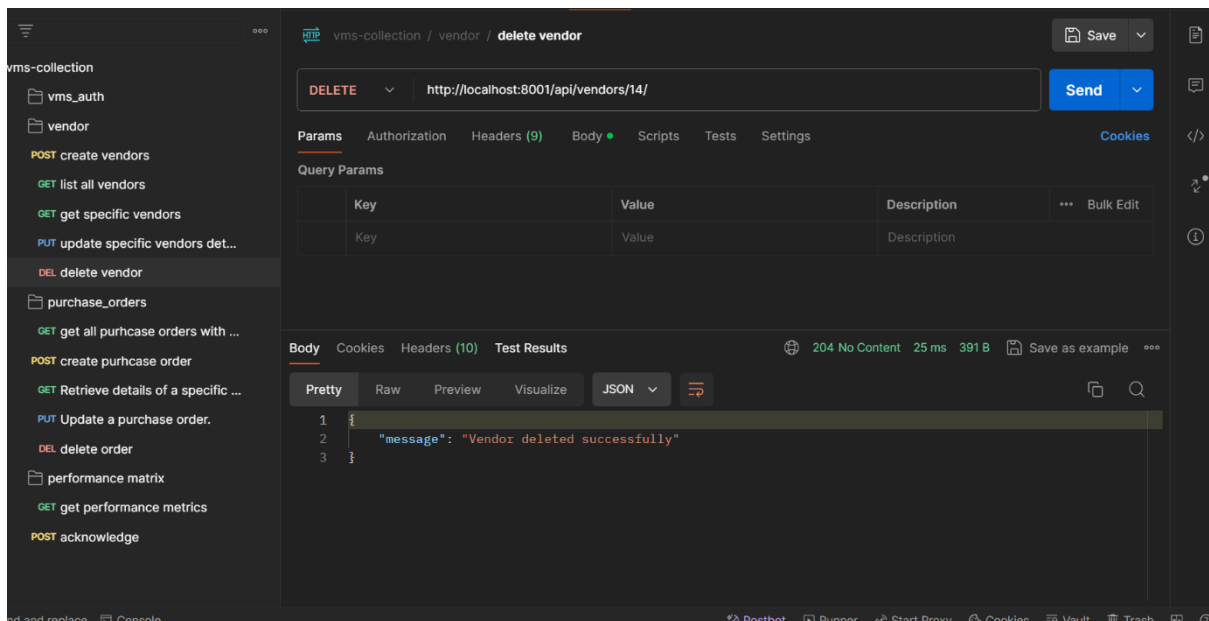 HTTP vms-collection / vendor / delete vendor
Save
vms-collection
vms_auth
vendor
POST create vendors
GET list all vendors
GET get specific vendors
PUT update specific vendors det...
DEL delete vendor
purchase_orders
GET get all purhcase orders with ...
POST create purhcase order
GET Retrieve details of a specific ...
PUT Update a purchase order.
DEL delete order
performance matrix
GET get performance metrics
POST acknowledge
DELETE http://localhost:8001/api/vendors/14/ Send
Params Authorization Headers (9) Body Scripts Tests Settings Cookies
Query Params
Key Value Description Bulk Edit
Key Value Description
Body Cookies Headers (10) Test Results 204 No Content 25 ms 391 B Save as example
Pretty Raw Preview Visualize JSON
1 {
2 "message": "Vendor deleted successfully"
3 }
and replace Console Postbot Runner Start Proxy Cookies Vault Trash